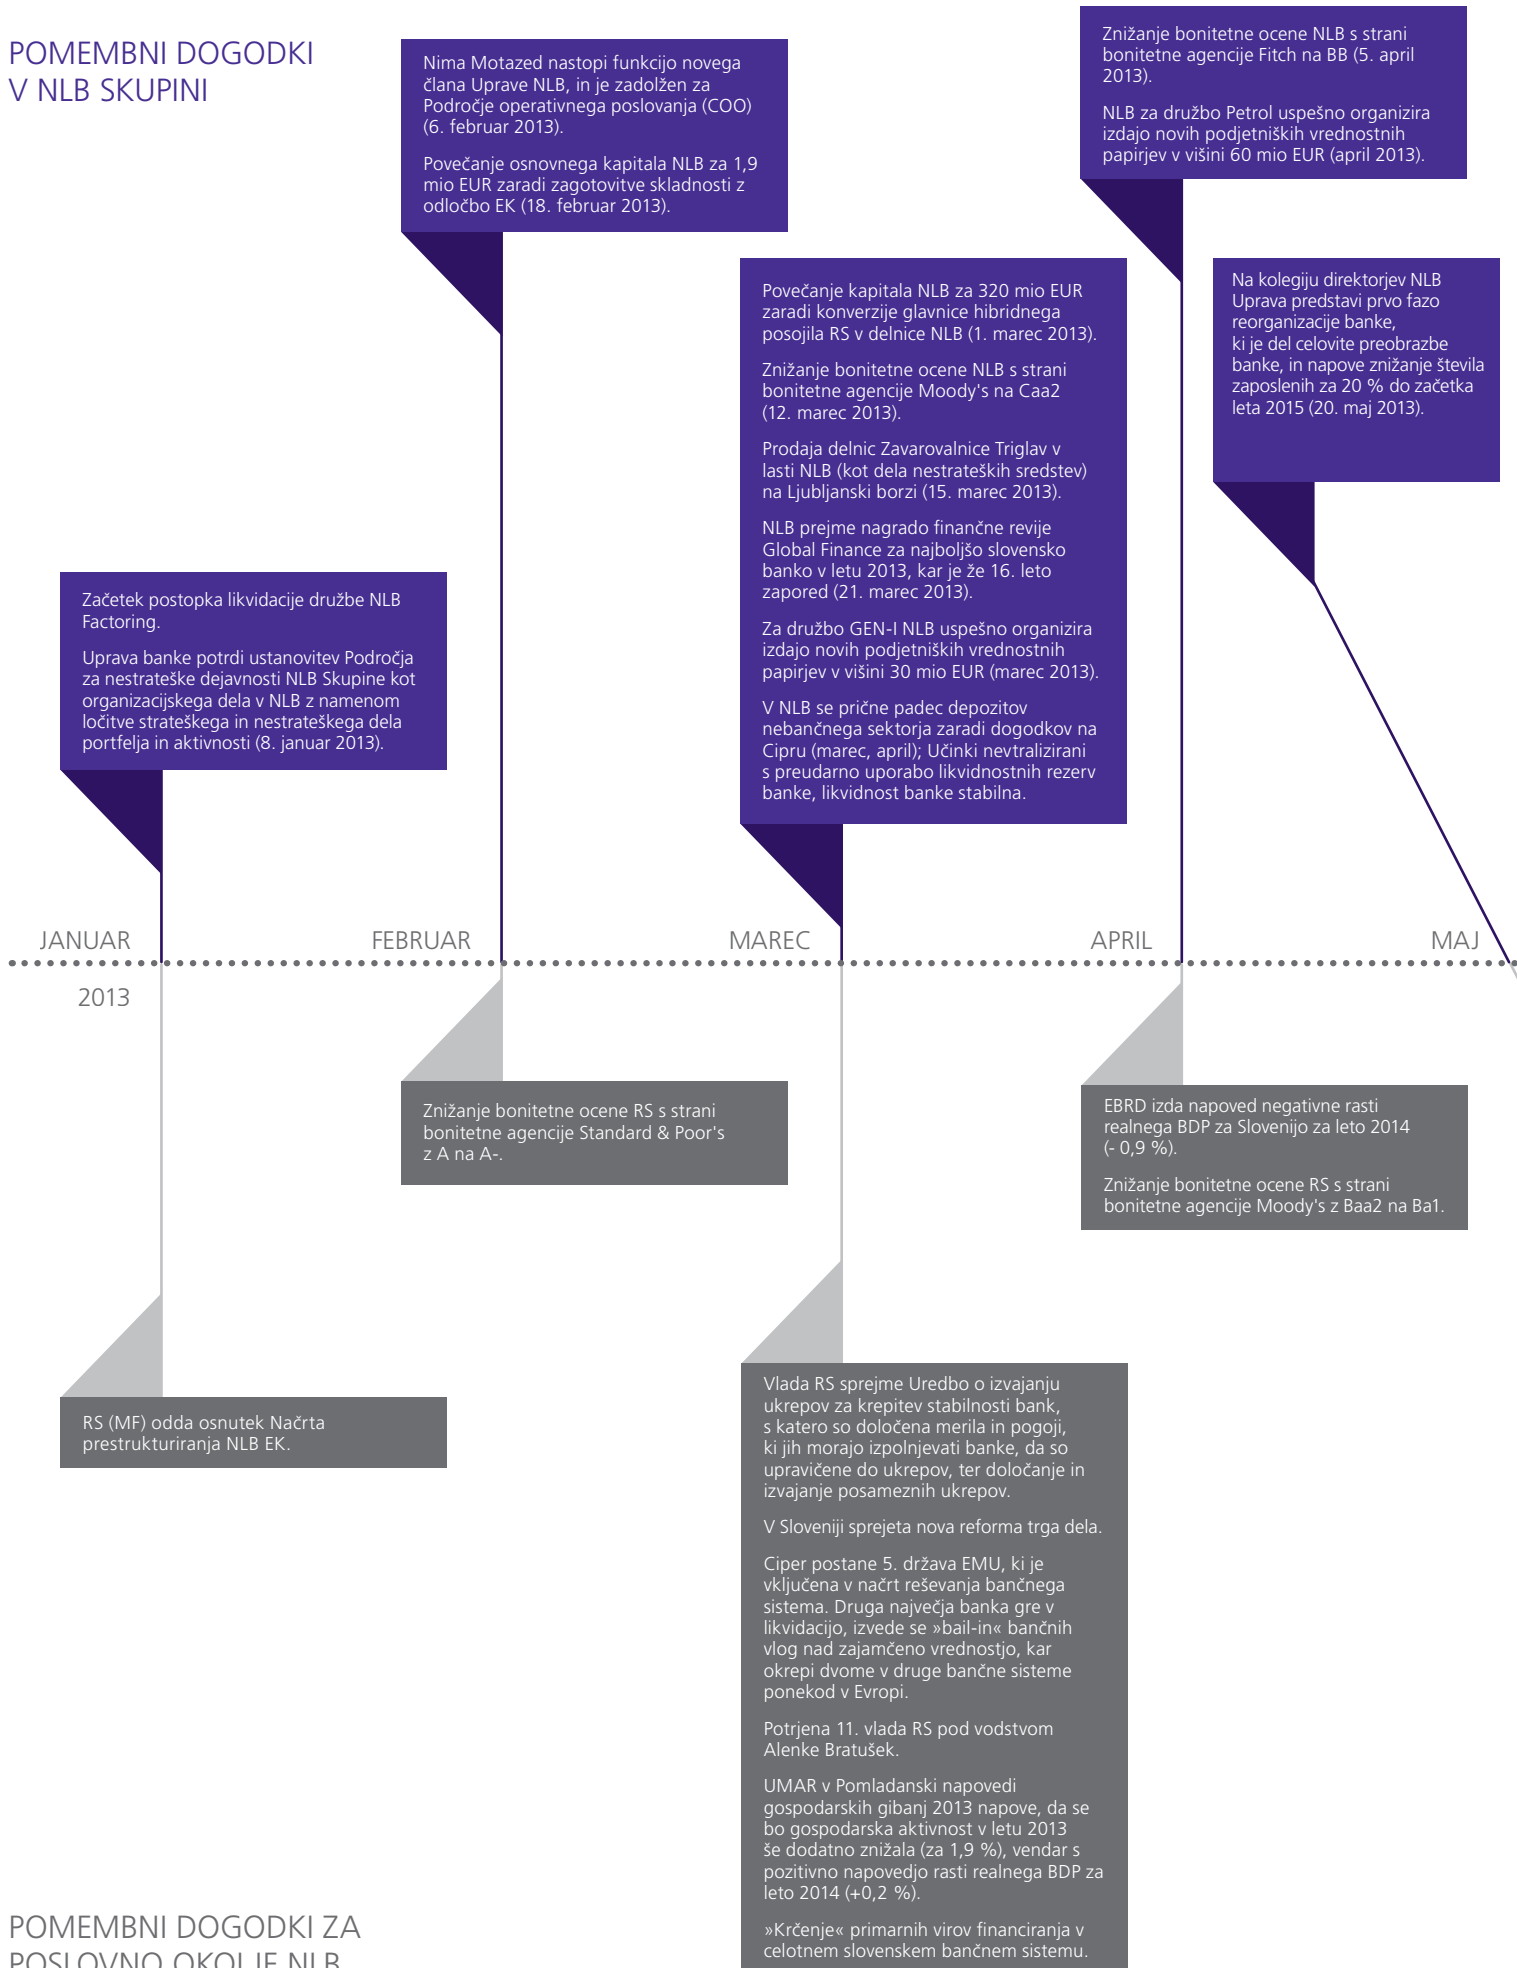 POMEMBNI DOGODKI
V NLB SKUPINI
Nima Motazed nastopi funkcijo novega
člana Uprave NLB, in je zadolžen za
Področje operativnega poslovanja (COO)
(6. februar 2013).
Povečanje osnovnega kapitala NLB za 1,9
mio EUR zaradi zagotovitve skladnosti z
odločbo EK (18. februar 2013).
Znižanje bonitetne ocene NLB s strani
bonitetne agencije Fitch na BB (5. april
2013).
NLB za družbo Petrol uspešno organizira
izdajo novih podjetniških vrednostnih
papirjev v višini 60 mio EUR (april 2013).
Povečanje kapitala NLB za 320 mio EUR
zaradi konverzije glavnice hibridnega
posojila RS v delnice NLB (1. marec 2013).
Znižanje bonitetne ocene NLB s strani
bonitetne agencije Moody's na Caa2
(12. marec 2013).
Prodaja delnic Zavarovalnice Triglav v
lasti NLB (kot dela nestrateških sredstev)
na Ljubljanski borzi (15. marec 2013).
NLB prejme nagrado finančne revije
Global Finance za najboljšo slovensko
banko v letu 2013, kar je že 16. leto
zapored (21. marec 2013).
Za družbo GEN-I NLB uspešno organizira
izdajo novih podjetniških vrednostnih
papirjev v višini 30 mio EUR (marec 2013).
V NLB se prične padec depozitov
nebančnega sektorja zaradi dogodkov na
Cipru (marec, april); Učinki nevtralizirani
s preudarno uporabo likvidnostnih rezerv
banke, likvidnost banke stabilna.
Na kolegiju direktorjev NLB
Uprava predstavi prvo fazo
reorganizacije banke,
ki je del celovite preobrazbe
banke, in napove znižanje števila
zaposlenih za 20 % do začetka
leta 2015 (20. maj 2013).
Začetek postopka likvidacije družbe NLB
Factoring.
Uprava banke potrdi ustanovitev Področja
za nestrateške dejavnosti NLB Skupine kot
organizacijskega dela v NLB z namenom
ločitve strateškega in nestrateškega dela
portfelja in aktivnosti (8. januar 2013).
JANUAR
FEBRUAR
MAREC
APRIL
MAJ
2013
Znižanje bonitetne ocene RS s strani
bonitetne agencije Standard & Poor's
z A na A-.
EBRD izda napoved negativne rasti
realnega BDP za Slovenijo za leto 2014
(- 0,9 %).
Znižanje bonitetne ocene RS s strani
bonitetne agencije Moody's z Baa2 na Ba1.
RS (MF) odda osnutek Načrta
prestrukturiranja NLB EK.
Vlada RS sprejme Uredbo o izvajanju
ukrepov za krepitev stabilnosti bank,
s katero so določena merila in pogoji,
ki jih morajo izpolnjevati banke, da so
upravičene do ukrepov, ter določanje in
izvajanje posameznih ukrepov.
V Sloveniji sprejeta nova reforma trga dela.
Ciper postane 5. država EMU, ki je
vključena v načrt reševanja bančnega
sistema. Druga največja banka gre v
likvidacijo, izvede se »bail-in« bančnih
vlog nad zajamčeno vrednostjo, kar
okrepi dvome v druge bančne sisteme
ponekod v Evropi.
Potrjena 11. vlada RS pod vodstvom
Alenke Bratušek.
UMAR v Pomladanski napovedi
gospodarskih gibanj 2013 napove, da se
bo gospodarska aktivnost v letu 2013
še dodatno znižala (za 1,9 %), vendar s
pozitivno napovedjo rasti realnega BDP za
leto 2014 (+0,2 %).
»Krčenje« primarnih virov financiranja v
celotnem slovenskem bančnem sistemu.
POMEMBNI DOGODKI ZA
POSLOVNO OKOLJE NLB